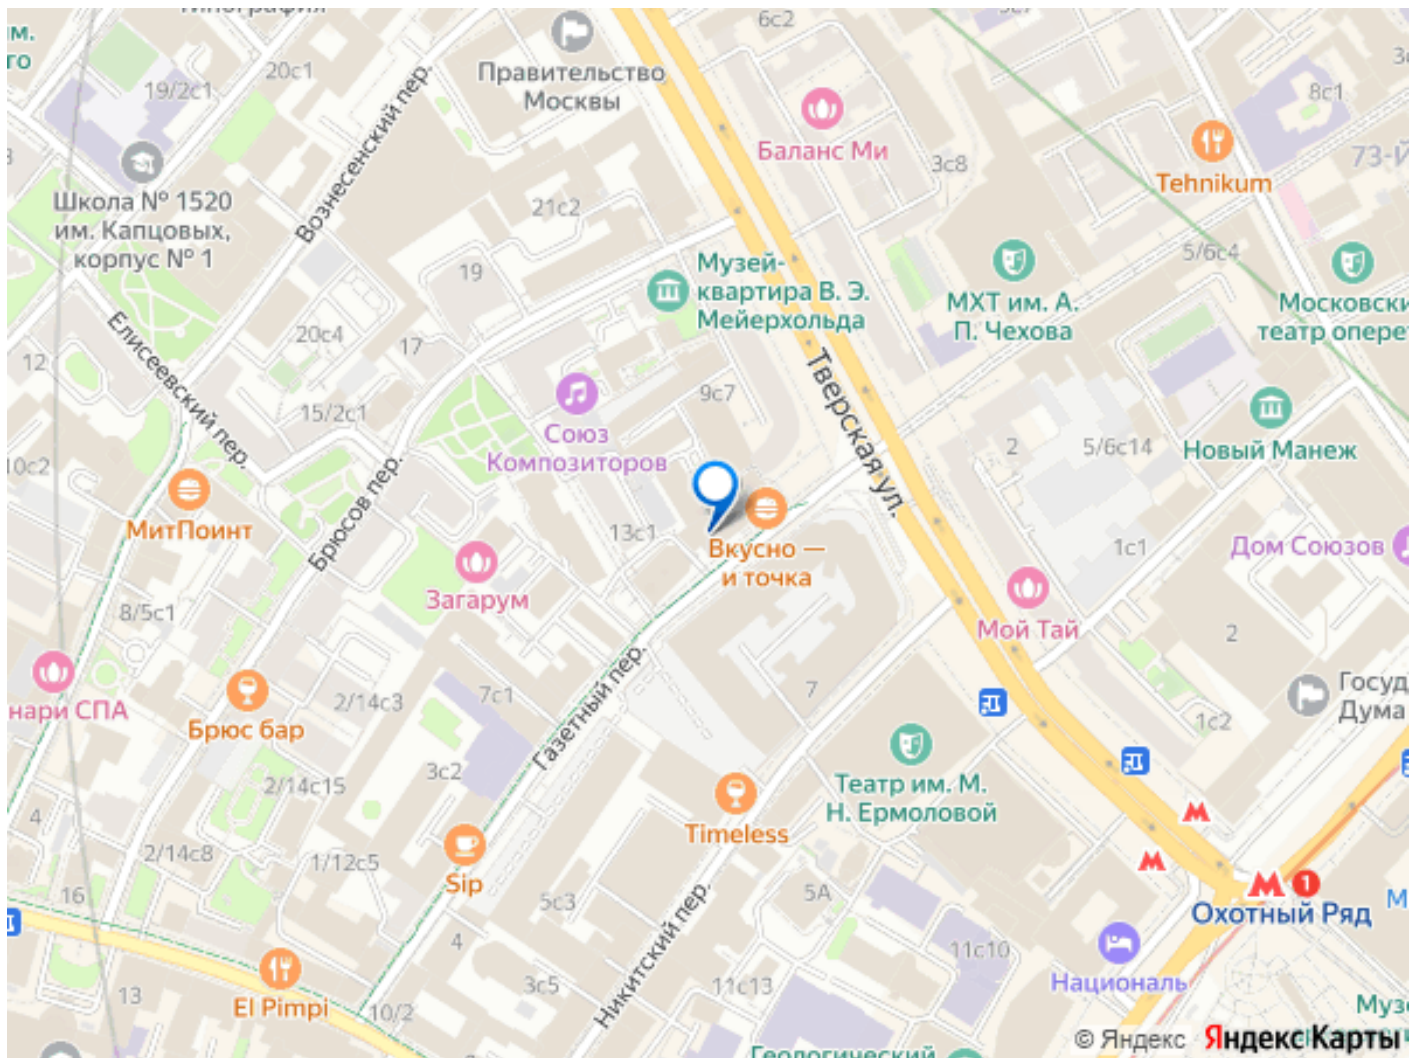 Типография
6с2
м.
го
20с1
19/2с1
Правительство
Москвы
8с1
Вознесенский пер.
Баланс Ми
3с8
Tehnikum
73-Й
Школа № 1520
им. Капцовых,
корпус № 1
21с2
5/6с4
19
Музей-
квартира В. Э.
Мейерхольда
МХТ им. А.
П. Чехова
Московски
театр опере
Елисеевский пер.
20с4
17
12
9с7
Тверская ул.
15/2с1
Союз
Композиторов
2
5/6с14
Новый Манеж
10с2
Брюсов пер.
МитПоинт
13с1
Вкусно —
и точка
1с1
Дом Союзов
Загарум
8/5с1
Мой Тай
2
7
7с1
2/14с3
нари СПА
Брюс бар
Газетный пер.
Госуд
Дума
1с2
3с2
2/14с15
Театр им. М.
Н. Ермоловой
4
Timeless
2/14с8
1/12с5
Sip
16
5с3
5А
1
Охотный Ряд
М
4
Никитский пер.
11с10
Националь
El Pimpi
13
10/2
3с5
11с13
Музе
Геологический
© Яндекс Яндекс Карты